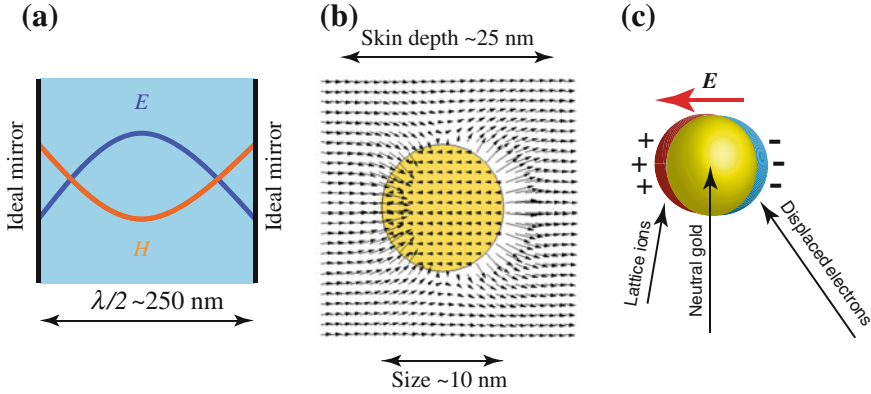 (a)
Ideal mirror
E
H
Ideal mirror
λ/2 ~250 nm
(b)
Skin depth ~25 nm
Size ~10 nm
(c)
E
+
+
+
-
-
-
Lattice ions
Neutral gold
Displaced electrons